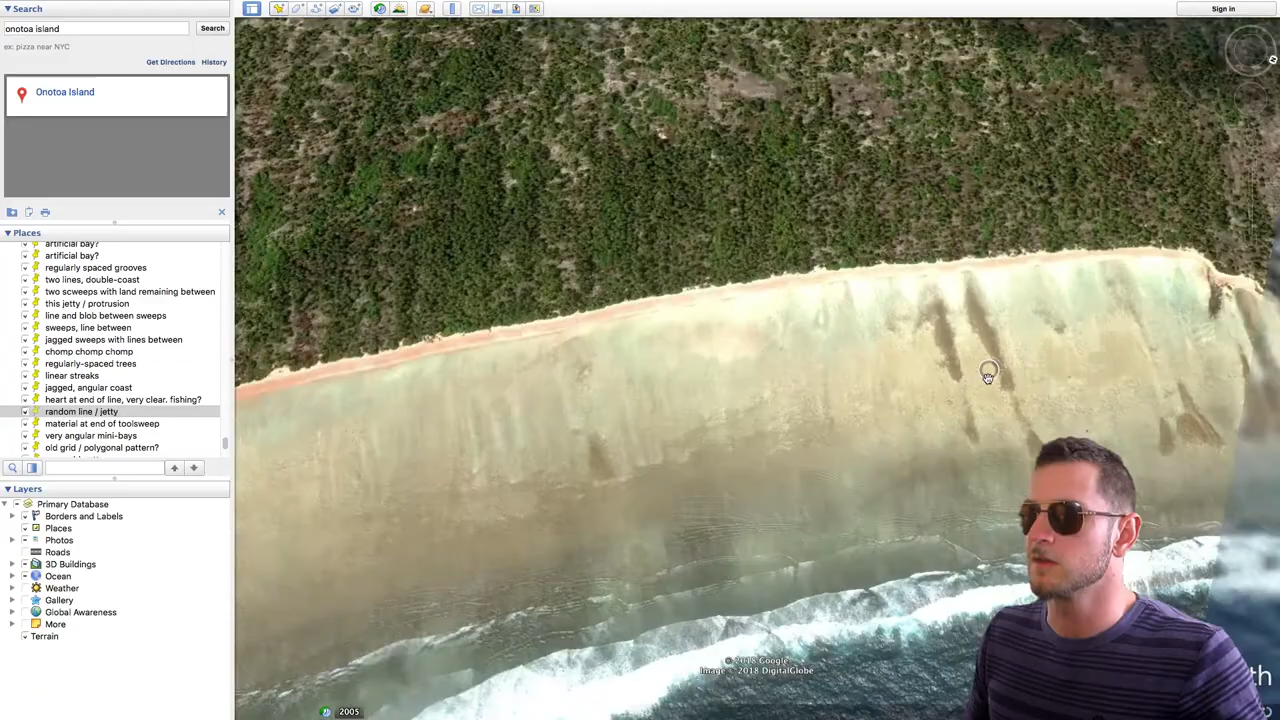 Search
Sign in
onotoa island
Search
ex: pizza near NYC
Get Directions
History
Onotoa Island
Places
artificial bay?
artificial bay?
regularly spaced grooves
two lines, double-coast
two scweeps with land remaining between
this jetty / protrusion
line and blob between sweeps
sweeps, line between
jagged sweeps with lines between
chomp chomp chomp
regularly-spaced trees
linear streaks
jagged, angular coast
heart at end of line, very clear. fishing?
random line / jetty
material at end of toolsweep
very angular mini-bays
old grid / polygonal pattern?
Layers
Primary Database
Borders and Labels
Places
Photos
Roads
3D Buildings
Ocean
Weather
Gallery
Global Awareness
More
Terrain
© 2018 Google
Image © 2018 DigitalGlobe
2005
th